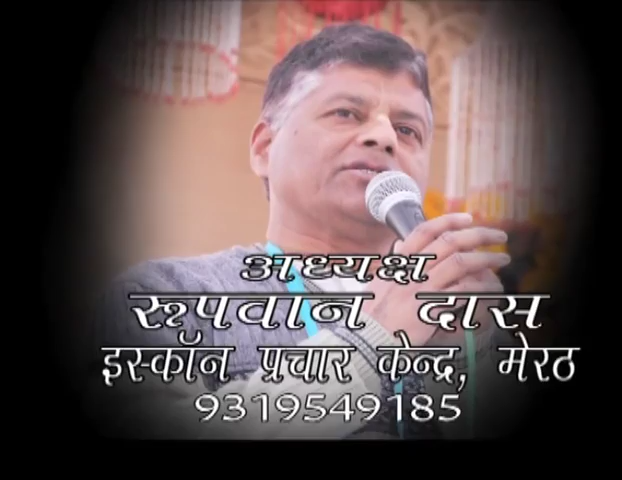 अध्यक्ष
रूपवान दास
इस्कॉन प्रचार केन्द्र, मेरठ
9319549185